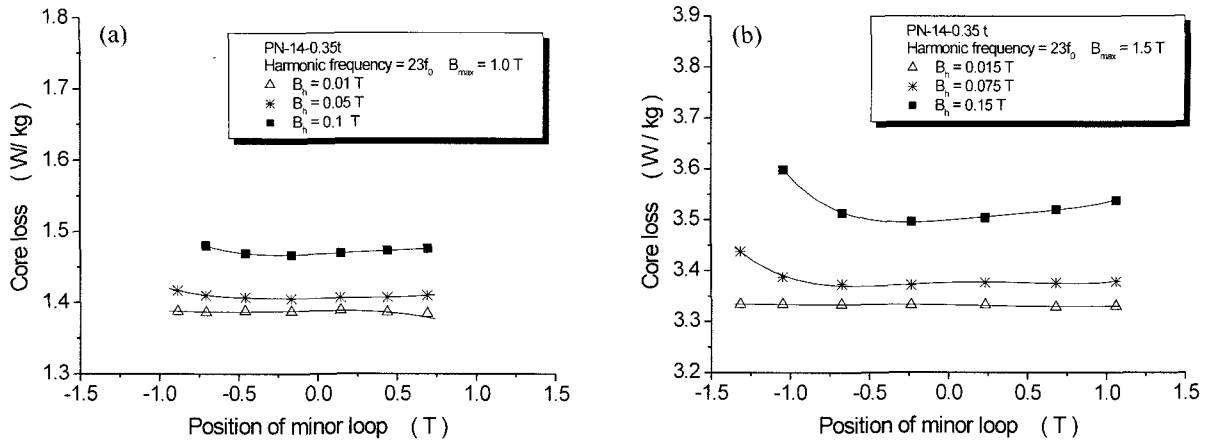 (a)
PN-14-0.35t
Harmonic frequency = 23f₀ Bmax = 1.0 T
Bₕ = 0.01 T
Bₕ = 0.05 T
Bₕ = 0.1 T
Core loss ( W/ kg)
1.8
1.7
1.6
1.5
1.4
1.3
-1.5 -1.0 -0.5 0.0 0.5 1.0 1.5
Position of minor loop ( T )
(b)
PN-14-0.35 t
Harmonic frequency = 23f₀ Bmax = 1.5 T
Bₕ = 0.015 T
Bₕ = 0.075 T
Bₕ = 0.15 T
Core loss ( W / kg)
3.9
3.8
3.7
3.6
3.5
3.4
3.3
3.2
-1.5 -1.0 -0.5 0.0 0.5 1.0 1.5
Position of minor loop ( T )